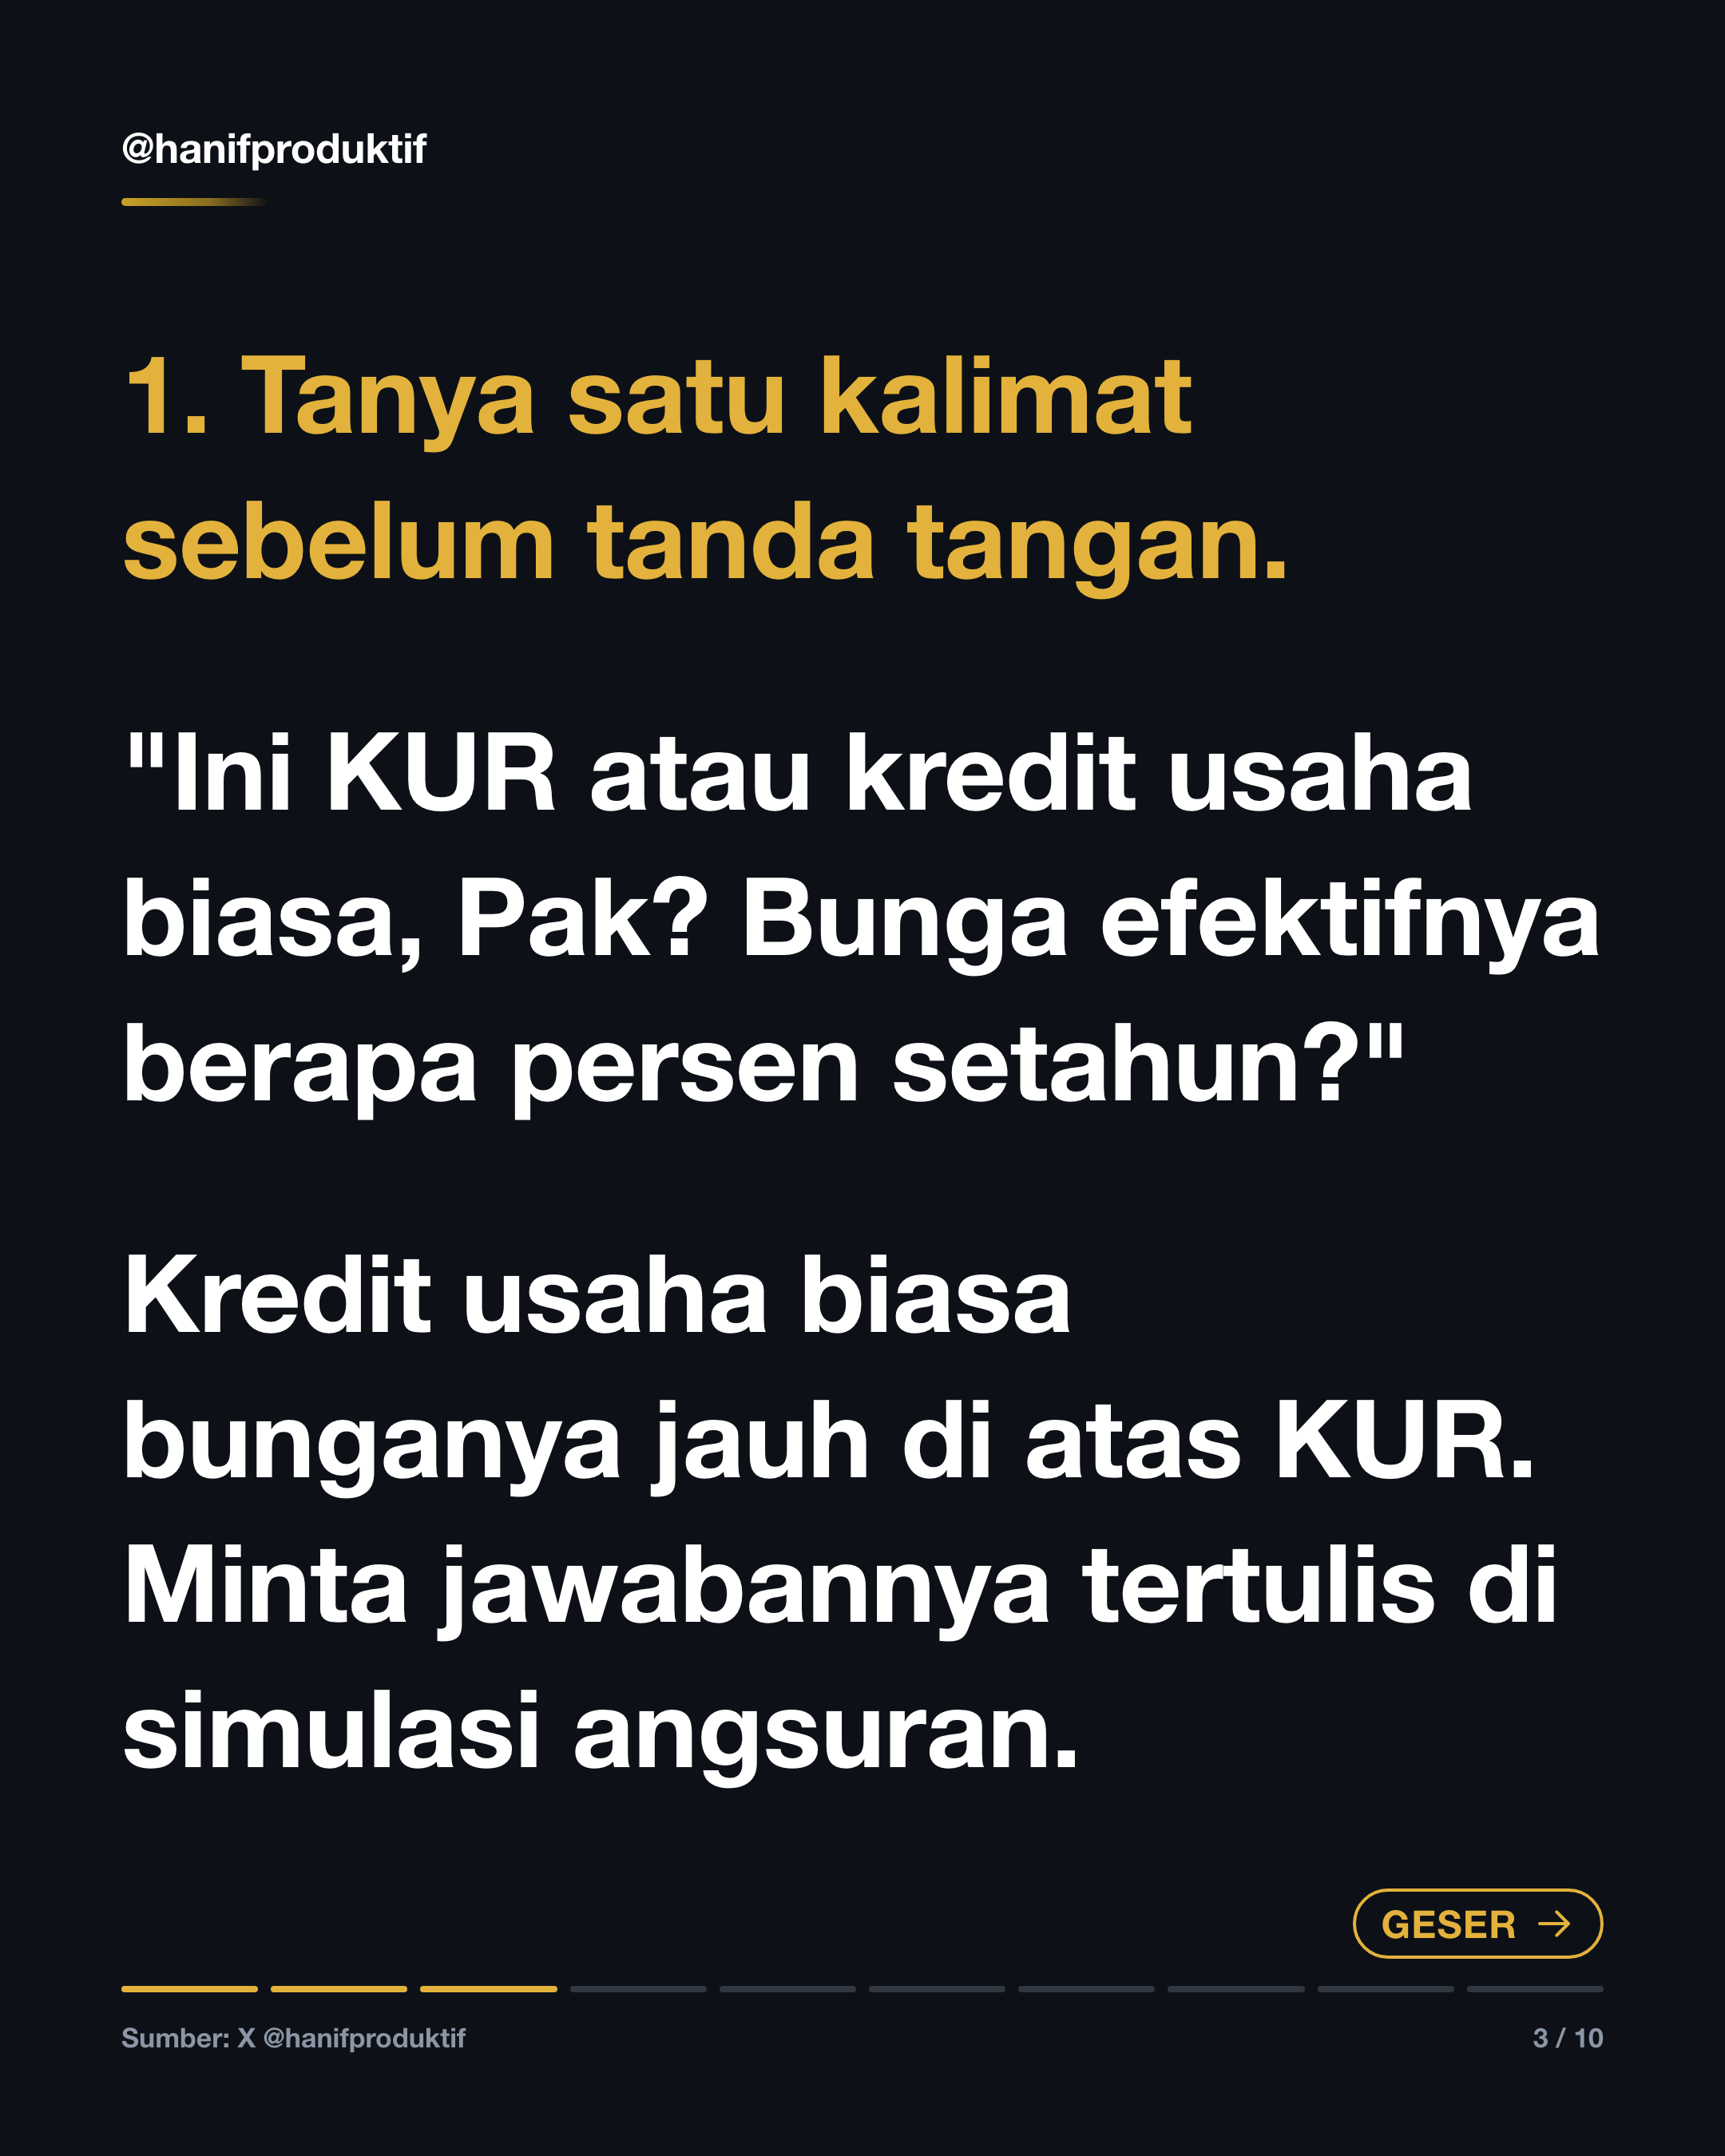 @hanifproduktif
1. Tanya satu kalimat
sebelum tanda tangan.
"Ini KUR atau kredit usaha
biasa, Pak? Bunga efektifnya
berapa persen setahun?"
Kredit usaha biasa
bunganya jauh di atas KUR.
Minta jawabannya tertulis di
simulasi angsuran.
GESER →
Sumber: X @hanifproduktif
3 / 10